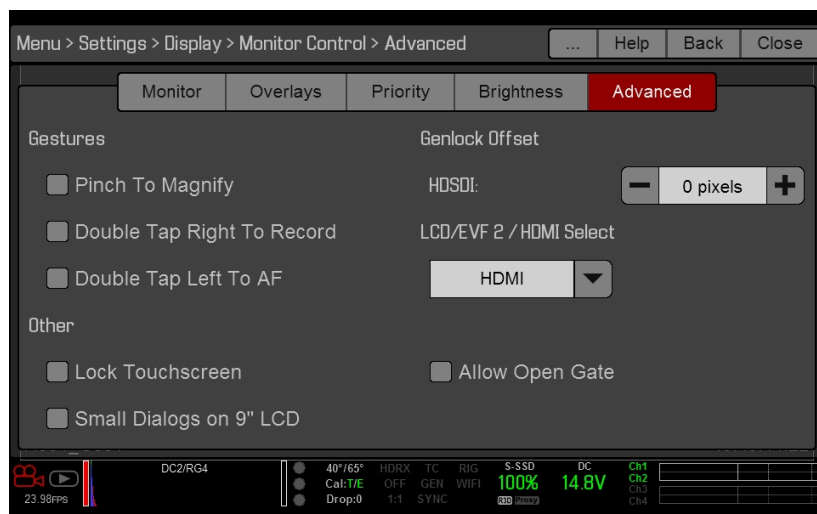 Menu > Settings > Display > Monitor Control > Advanced ... Help Back Close
Monitor Overlays Priority Brightness Advanced
Gestures
Pinch To Magnify
Double Tap Right To Record
Double Tap Left To AF
Other
Lock Touchscreen
Small Dialogs on 9" LCD
Genlock Offset
HDSDI: 0 pixels
LCD/EVF 2 / HDMI Select
HDMI
Allow Open Gate
23.98FPS
DC2/RG4
40°/65° HDRX TC RIG S-SSD DC Ch1
Cal:T/E OFF GEN WIFI 100% 14.8V Ch2
Drop:0 1:1 SYNC R3D Proxy Ch3
Ch4